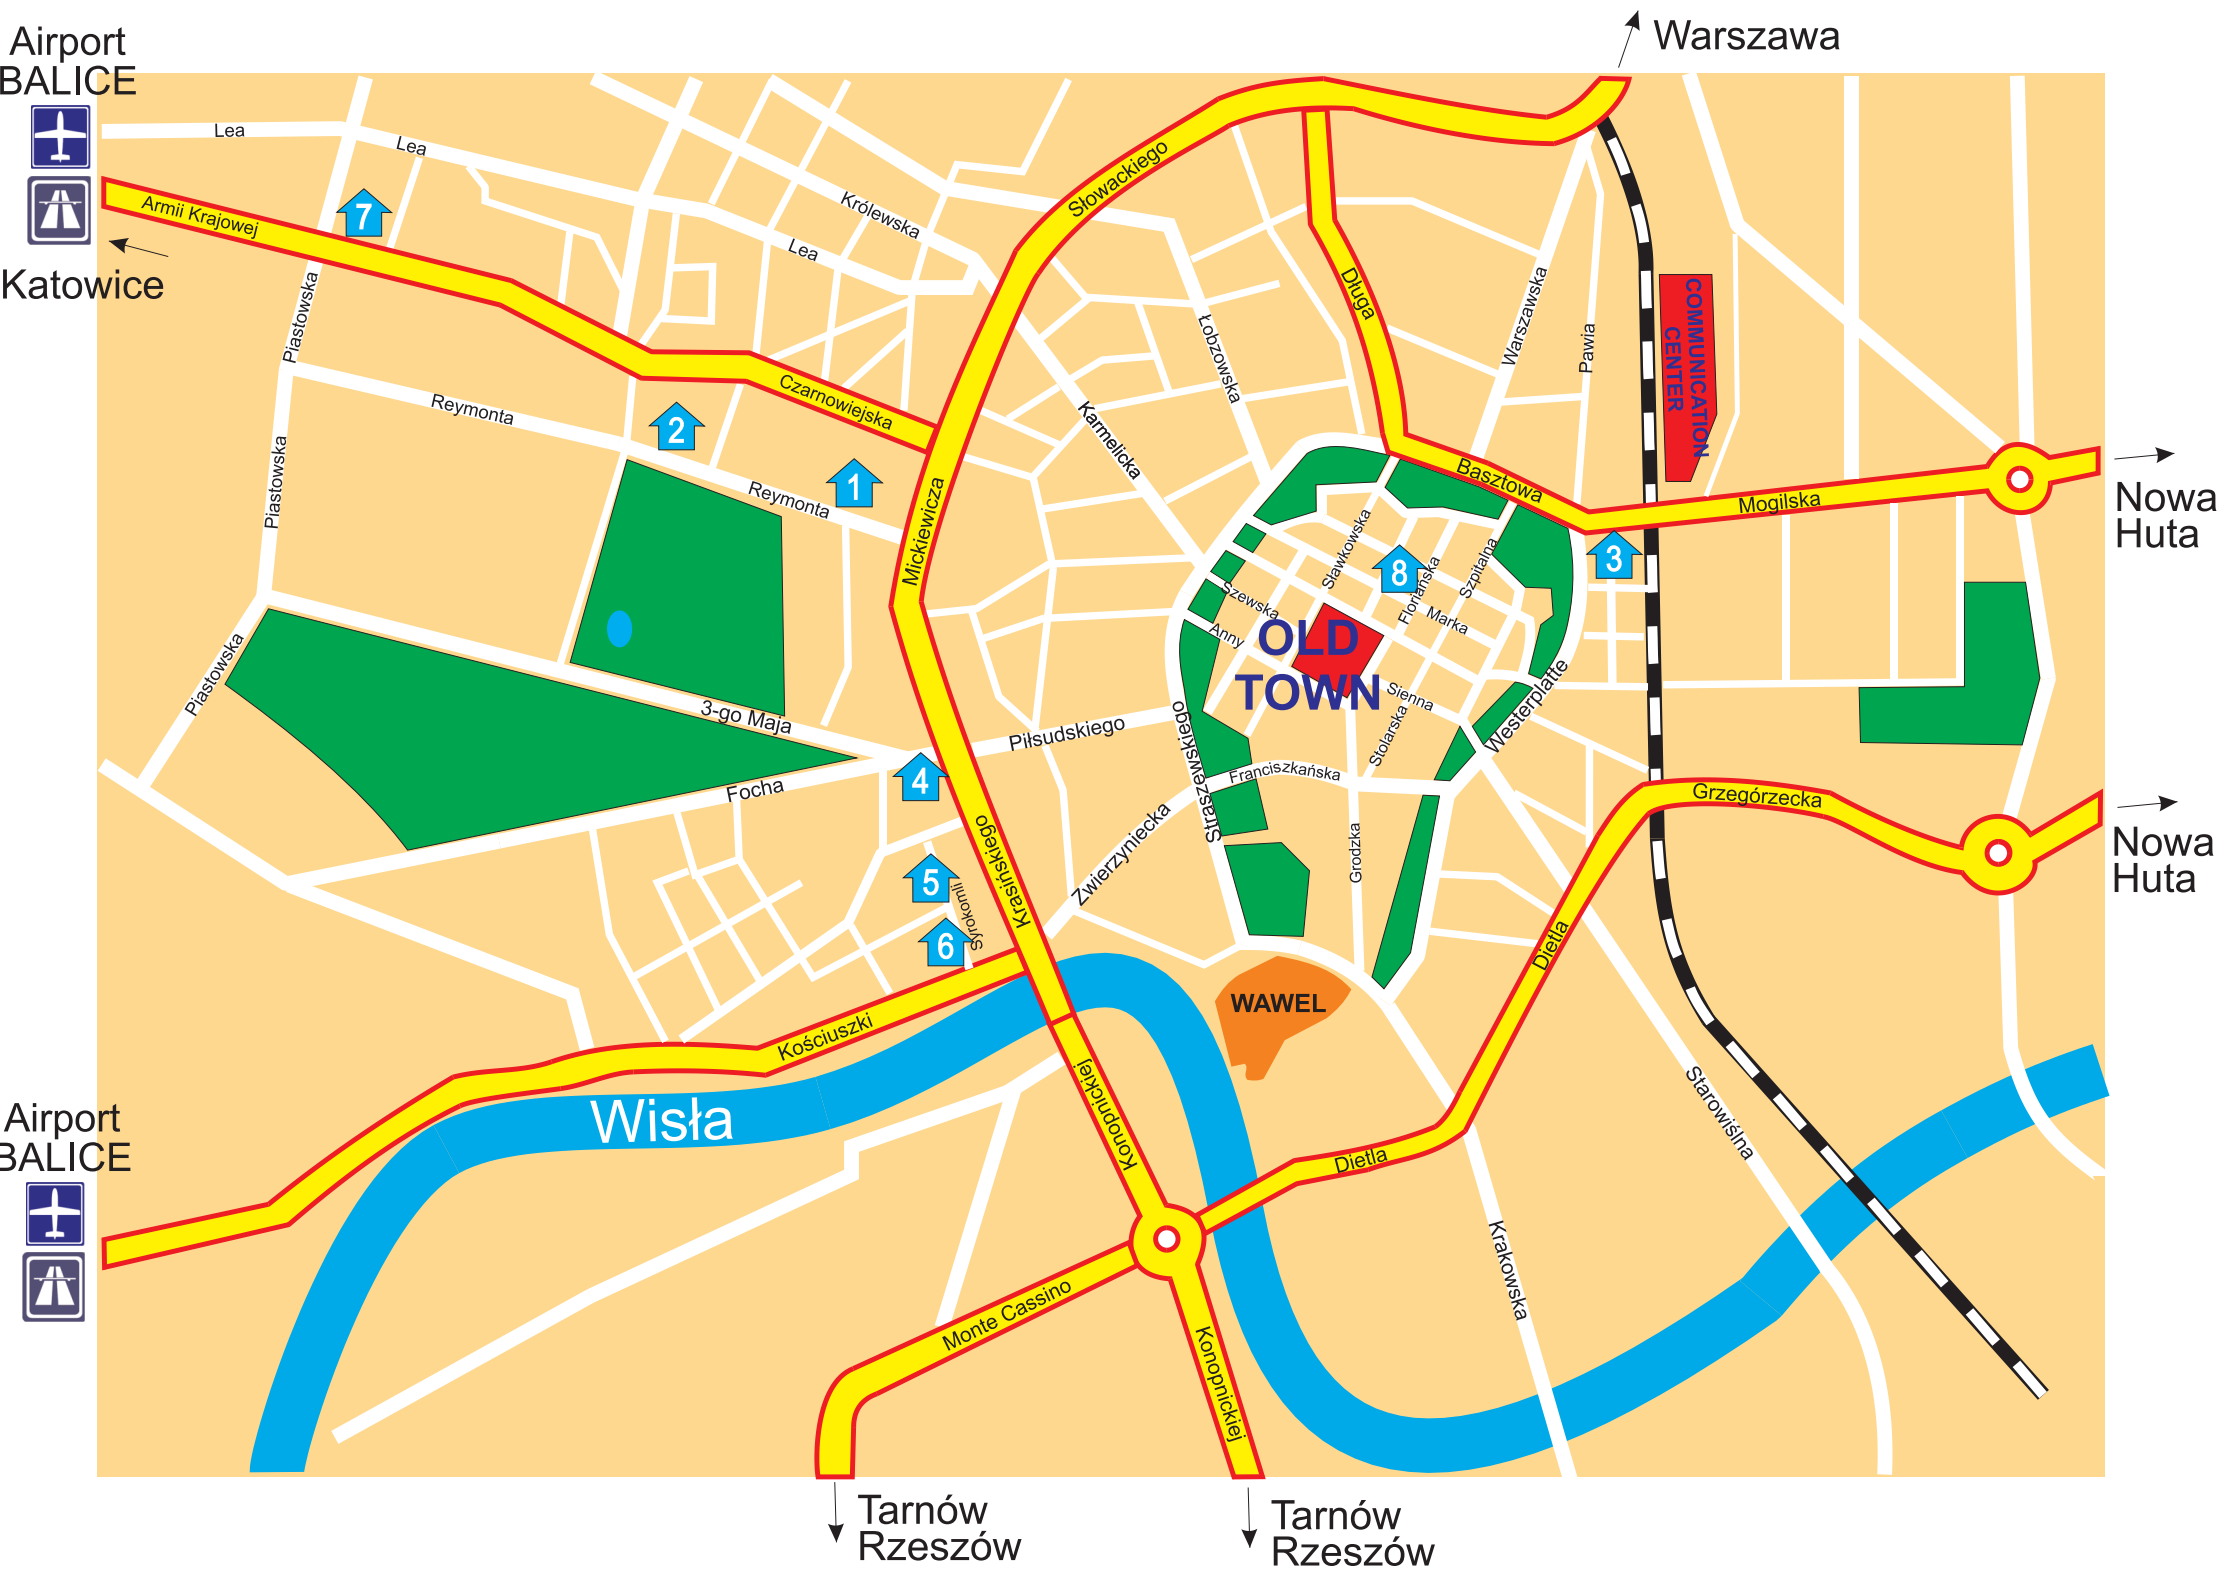 Airport
BALICE
Warszawa
Lea
Lea
Słowackiego
Królewska
Armii Krajowej
7
Lea
Katowice
Piastowska
Długa
Warszawska
Pawia
COMMUNICATION
CENTER
Łobzowska
Czarnowiejska
Reymonta
2
Karmelicka
Piastowska
Reymonta
1
Mickiewicza
Basztowa
Mogilska
Nowa
Huta
Sławkowska
8
Floriańska
Szpitalna
3
Szewska
Marka
Anny
OLD
TOWN
Sienna
Stolarska
Westerplatte
Piastowska
3-go Maja
Piłsudskiego
Straszewskiego
Franciszkańska
4
Focha
Krasińskiego
Zwierzyniecka
Grodzka
Grzegórzecka
Nowa
Huta
5
Syrokomli
6
Dietla
WAWEL
Kościuszki
Konopnickiej
Airport
BALICE
Wisła
Starowiślna
Dietla
Krakowska
Monte Cassino
Konopnickiej
Tarnów
Rzeszów
Tarnów
Rzeszów